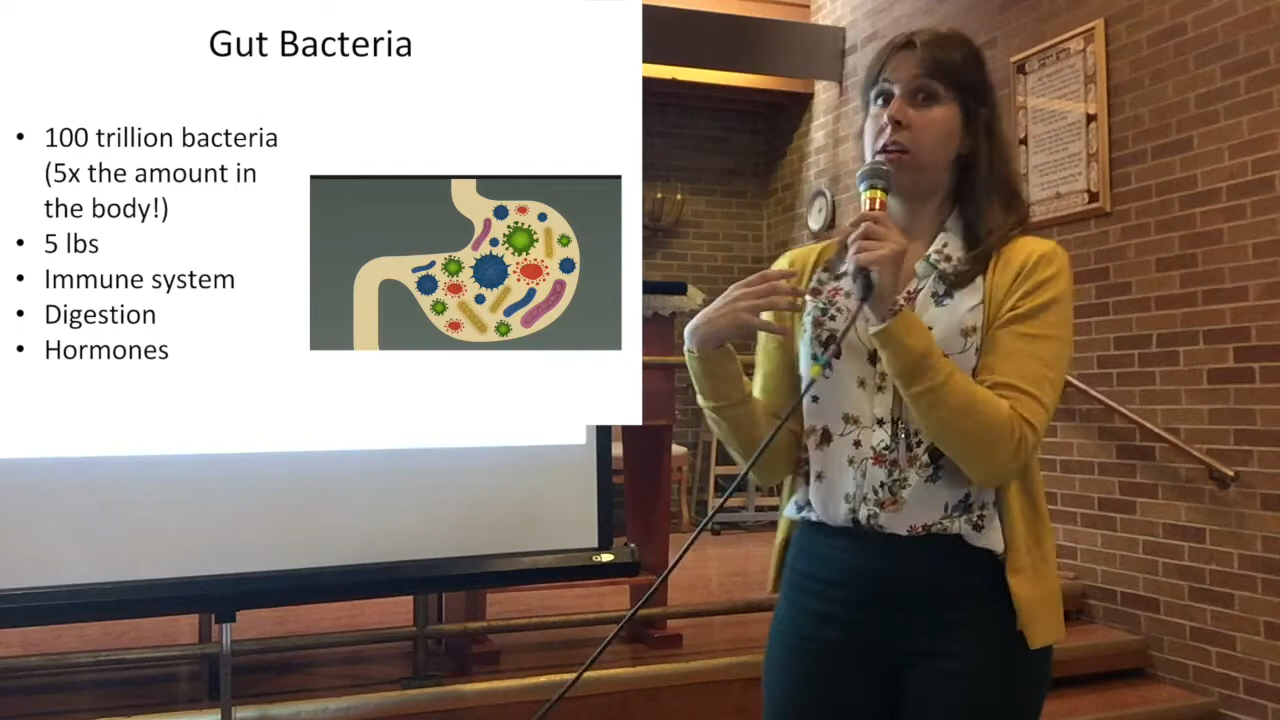 Gut Bacteria
• 100 trillion bacteria
(5x the amount in
the body!)
• 5 lbs
• Immune system
• Digestion
• Hormones